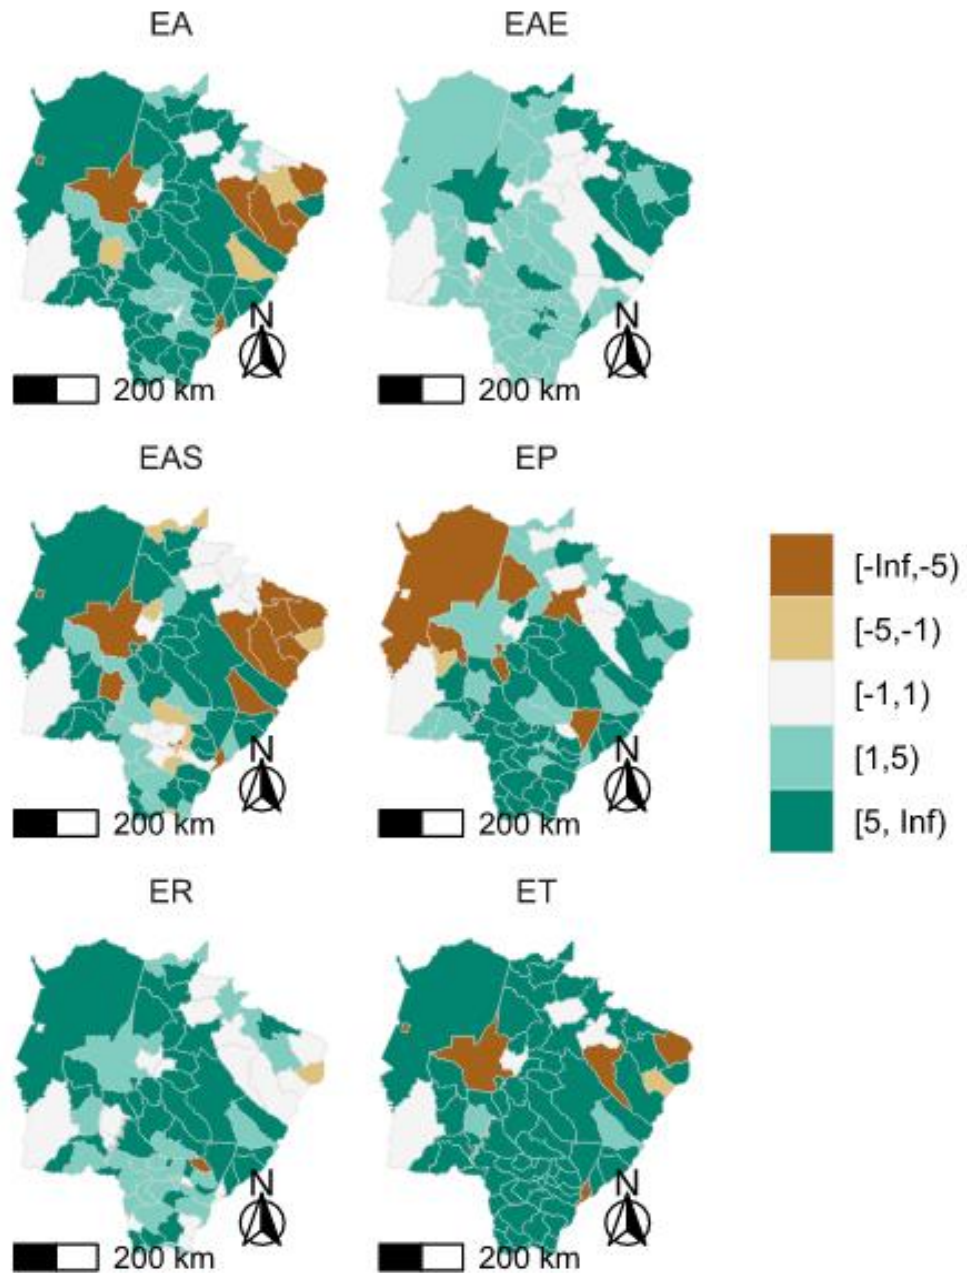 EA
EAE
N
200 km
N
200 km
EAS
EP
N
200 km
N
200 km
[-Inf,-5)
[-5,-1)
[-1,1)
[1,5)
[5, Inf)
ER
ET
N
200 km
N
200 km